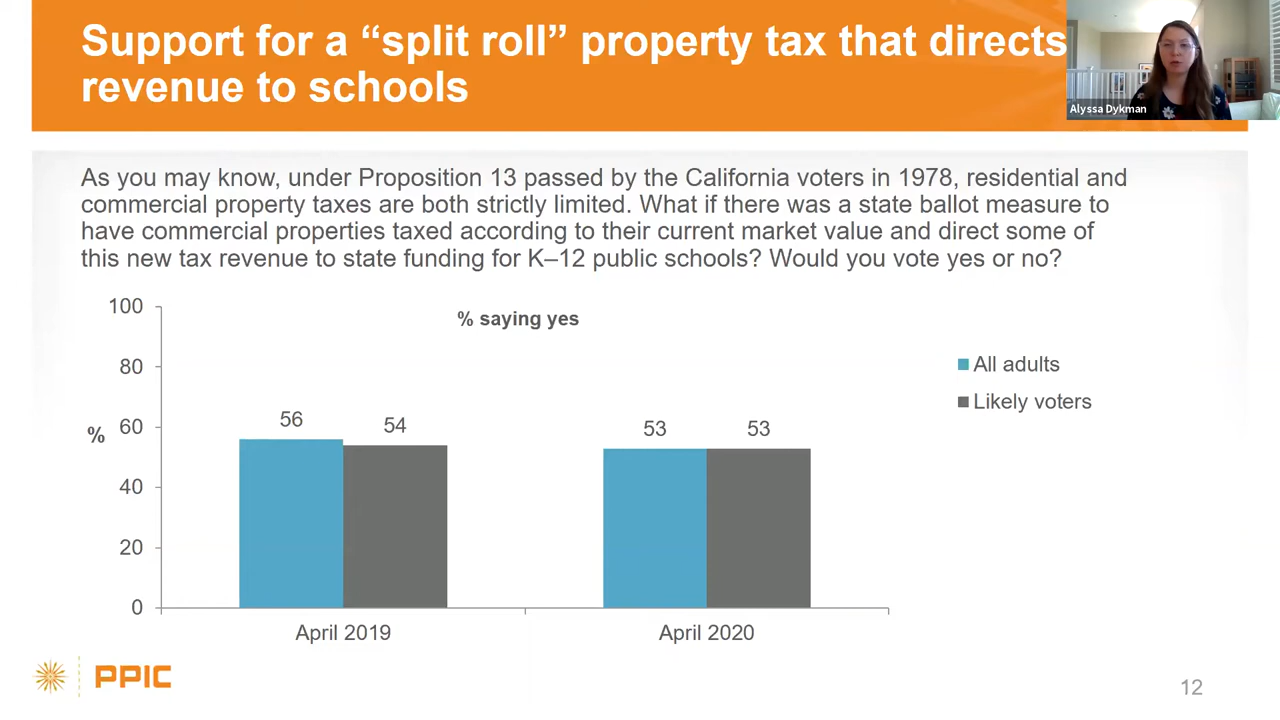 Support for a “split roll” property tax that directs
revenue to schools
Alyssa Dykman
As you may know, under Proposition 13 passed by the California voters in 1978, residential and
commercial property taxes are both strictly limited. What if there was a state ballot measure to
have commercial properties taxed according to their current market value and direct some of
this new tax revenue to state funding for K–12 public schools? Would you vote yes or no?
% saying yes
100
80
60
40
20
0
%
56
54
53
53
April 2019
April 2020
All adults
Likely voters
PPIC
12